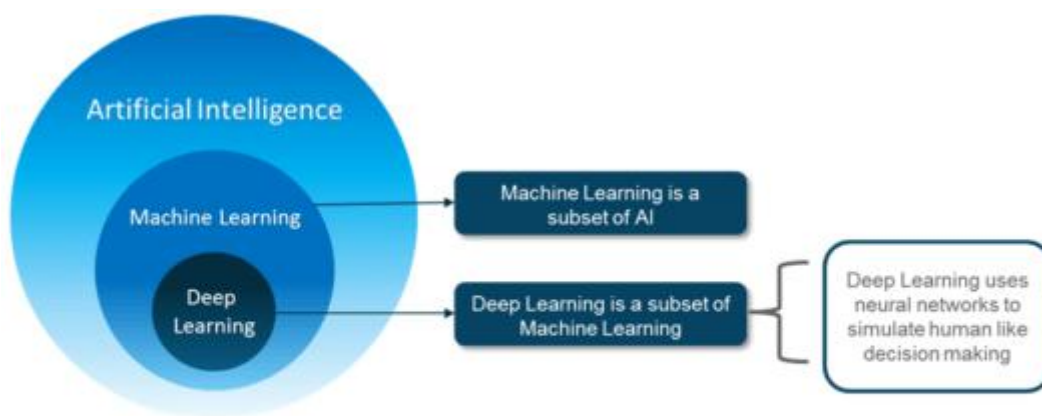 Artificial Intelligence
Machine Learning
Deep
Learning
Machine Learning is a
subset of AI
Deep Learning is a subset of
Machine Learning
Deep Learning uses
neural networks to
simulate human like
decision making